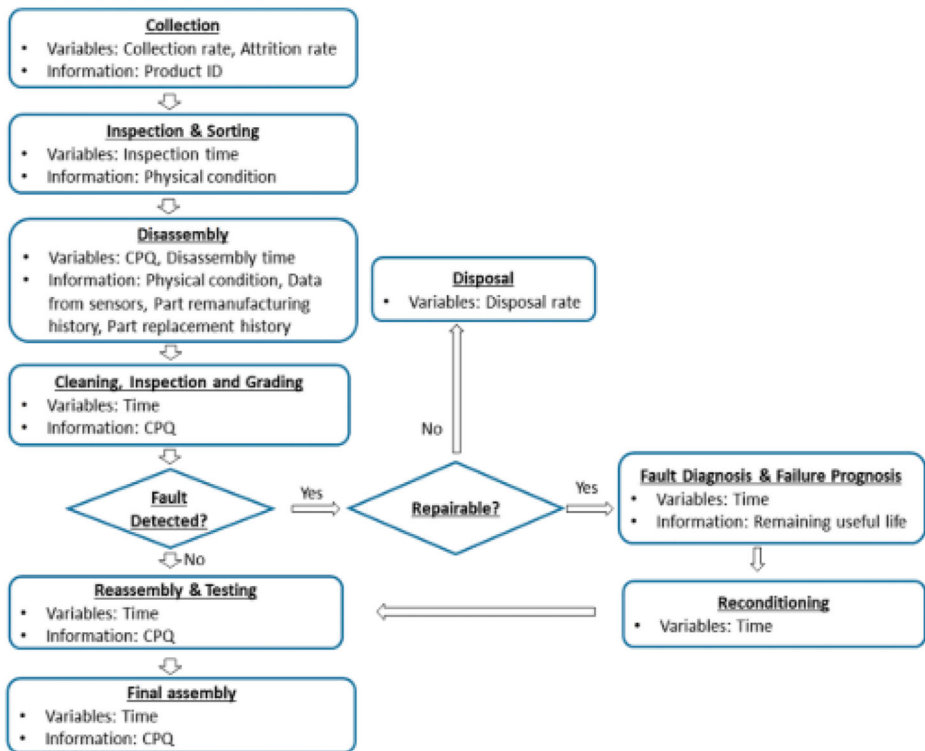 Collection
• Variables: Collection rate, Attrition rate
• Information: Product ID
Inspection & Sorting
• Variables: Inspection time
• Information: Physical condition
Disassembly
• Variables: CPQ, Disassembly time
• Information: Physical condition, Data
from sensors, Part remanufacturing
history, Part replacement history
Disposal
• Variables: Disposal rate
Cleaning, Inspection and Grading
• Variables: Time
• Information: CPQ
No
Fault
Detected?
Yes
Repairable?
Yes
Fault Diagnosis & Failure Prognosis
• Variables: Time
• Information: Remaining useful life
No
Reassembly & Testing
• Variables: Time
• Information: CPQ
Reconditioning
• Variables: Time
Final assembly
• Variables: Time
• Information: CPQ